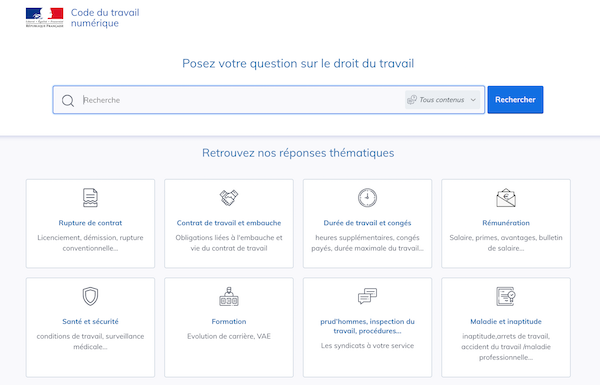 Code du travail
numérique
Posez votre question sur le droit du travail
Recherche
Tous contenus
Rechercher
Retrouvez nos réponses thématiques
Rupture de contrat
Licenciement, démission, rupture
conventionnelle...
Contrat de travail et embauche
Obligations liées à l'embauche et
vie du contrat de travail
Durée de travail et congés
heures supplémentaires, congés
payés, durée maximale du travail...
Rémunération
Salaire, primes, avantages, bulletin
de salaire...
Santé et sécurité
conditions de travail, surveillance
médicale...
Formation
Evolution de carrière, VAE
prud'hommes, inspection du
travail, procédures...
Les syndicats à votre service
Maladie et inaptitude
inaptitude,arrets de travail,
accident du travail /maladie
professionnelle...